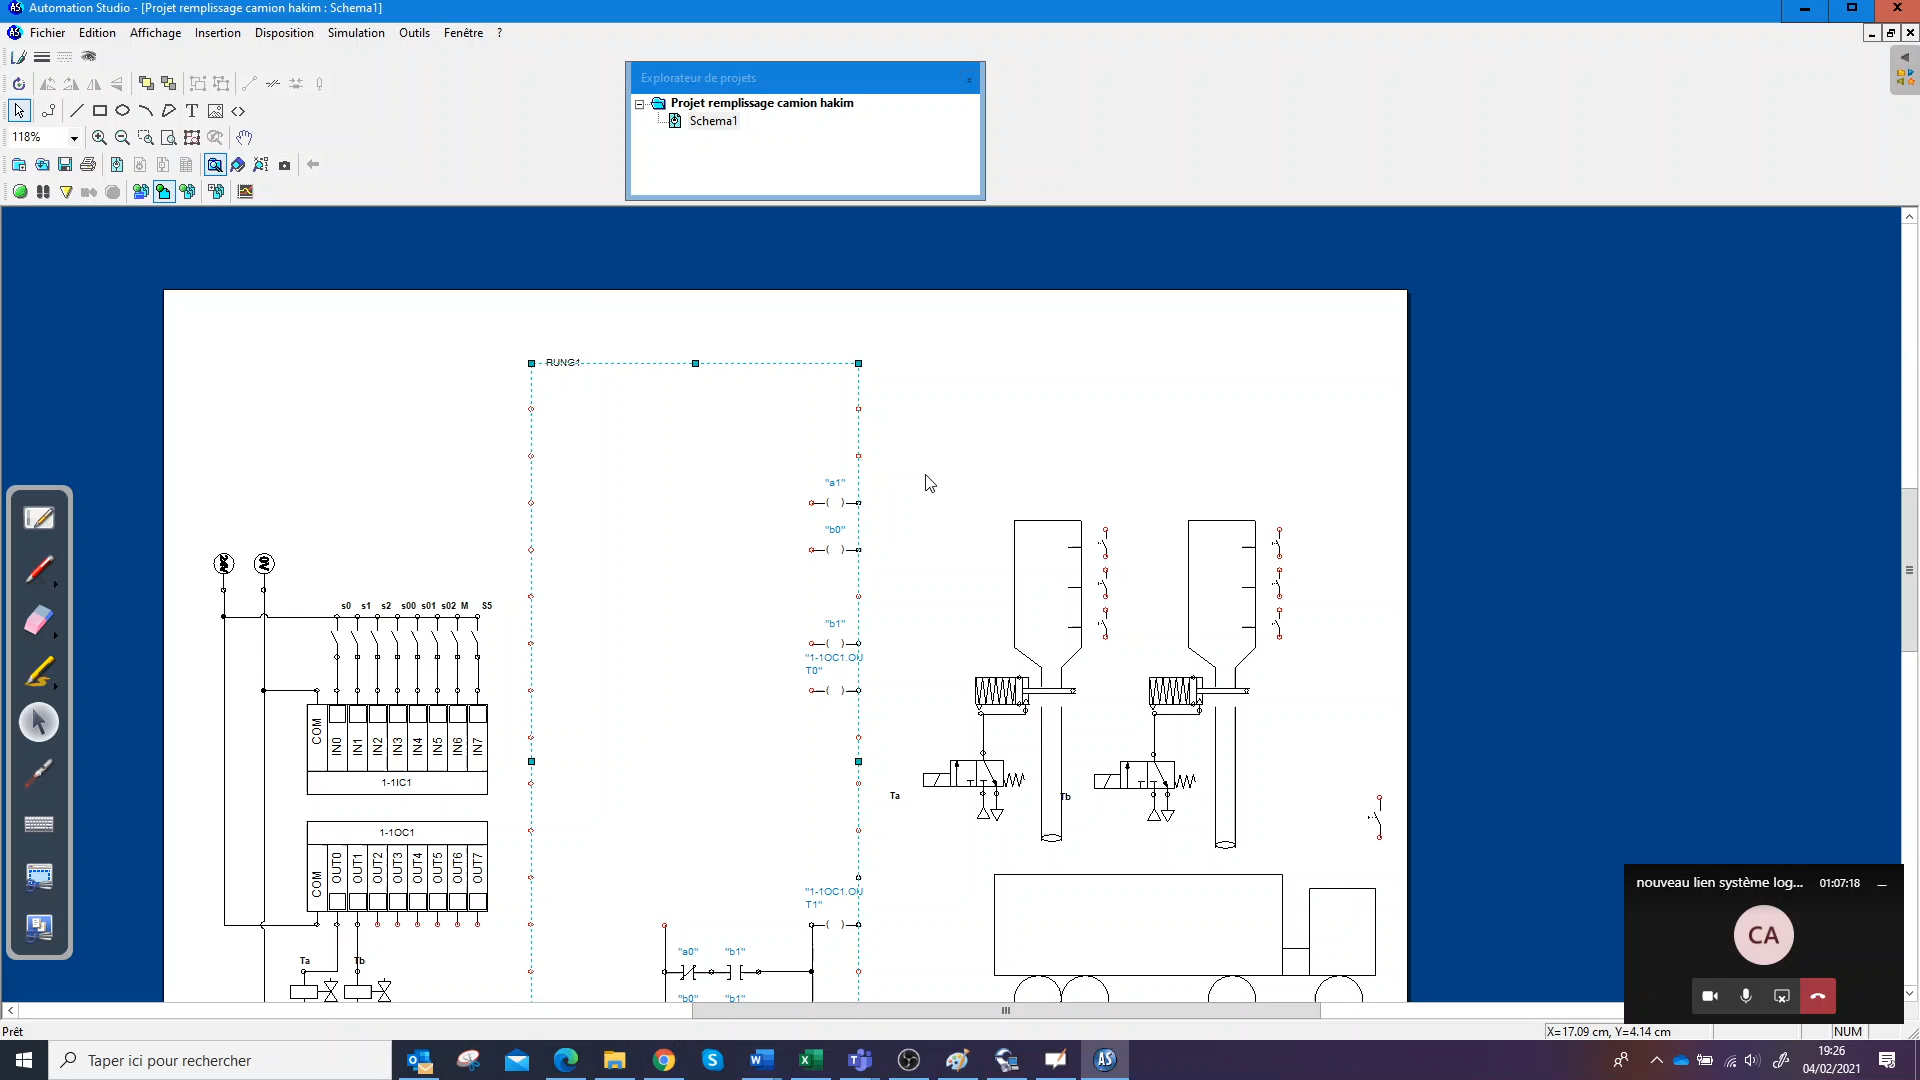 Automation Studio - [Projet remplissage camion hakim : Schema1]
Fichier Edition Affichage Insertion Disposition Simulation Outils Fenêtre ?
118%
Explorateur de projets
Projet remplissage camion hakim
Schema1
RUNG1
"a1"
"b0"
"b1"
"1-1OC1.OU
T0"
"1-1OC1.OU
T1"
"a0" "b1"
"b0" "b1"
24V 0V
s0 s1 s2 s00 s01 s02 M S5
COM IN0 IN1 IN2 IN3 IN4 IN5 IN6 IN7
1-1IC1
1-1OC1
COM OUT0 OUT1 OUT2 OUT3 OUT4 OUT5 OUT6 OUT7
Ta Tb
Ta Tb
nouveau lien système log... 01:07:18
CA
Prêt
X=17.09 cm, Y=4.14 cm NUM
Taper ici pour rechercher
19:26
04/02/2021